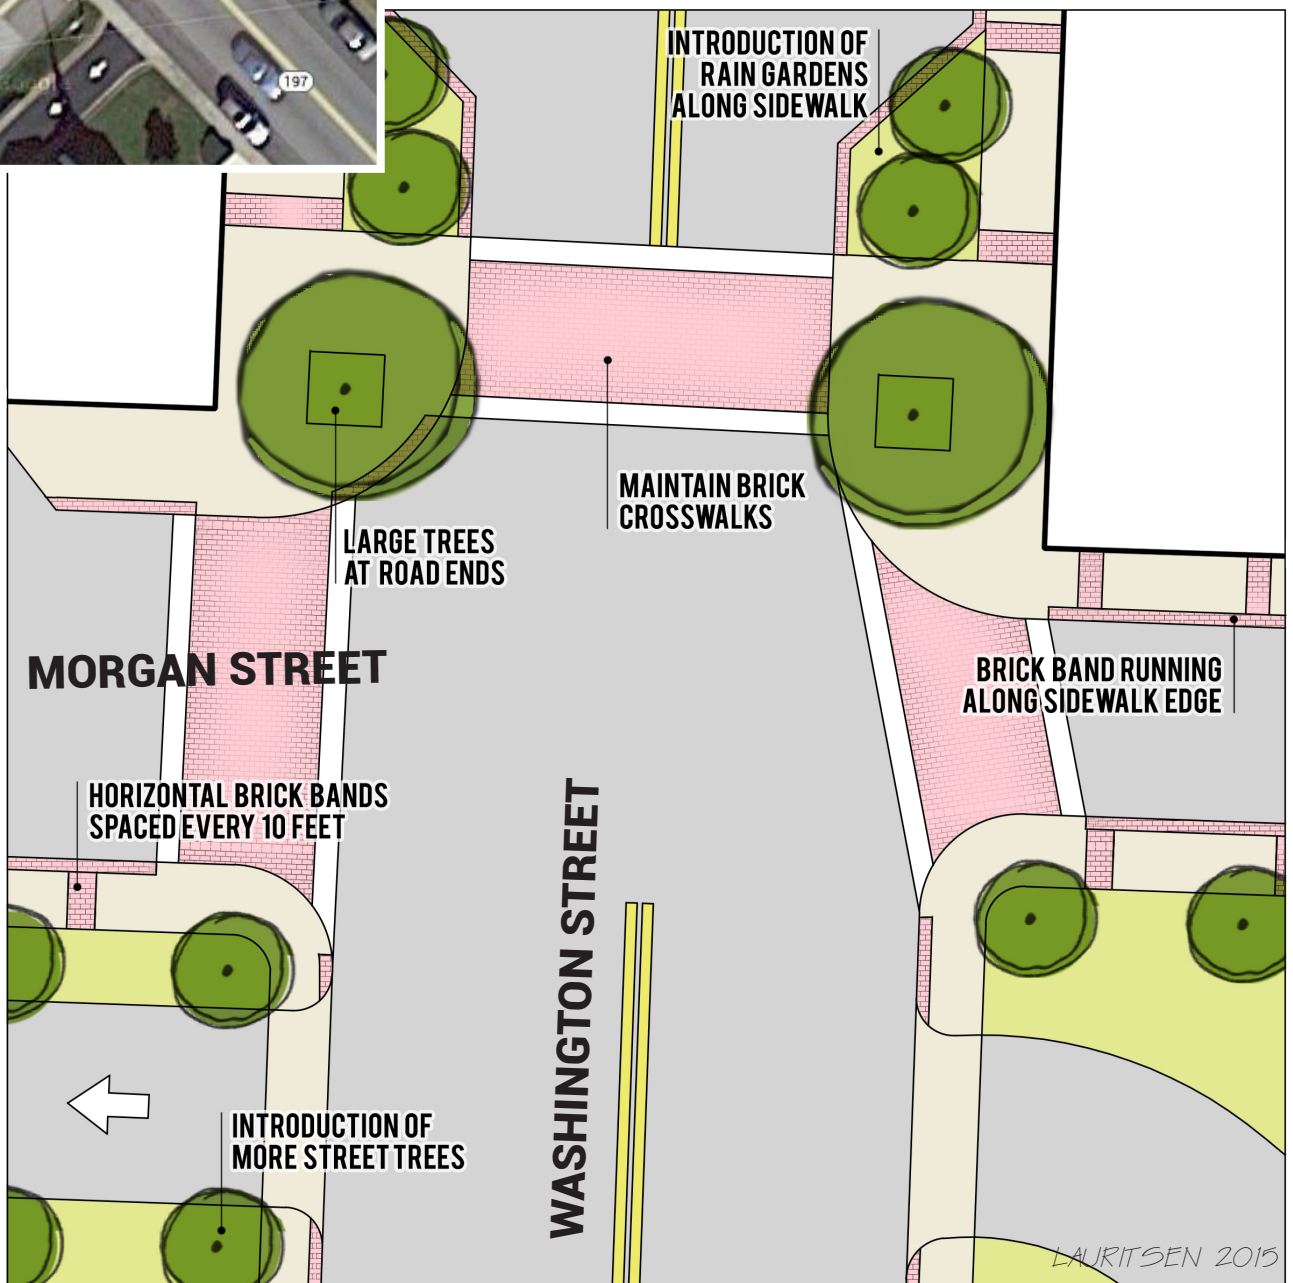 197
INTRODUCTION OF
RAIN GARDENS
ALONG SIDEWALK
MAINTAIN BRICK
CROSSWALKS
LARGE TREES
AT ROAD ENDS
MORGAN STREET
BRICK BAND RUNNING
ALONG SIDEWALK EDGE
HORIZONTAL BRICK BANDS
SPACED EVERY 10 FEET
WASHINGTON STREET
INTRODUCTION OF
MORE STREET TREES
LAURITSEN 2015